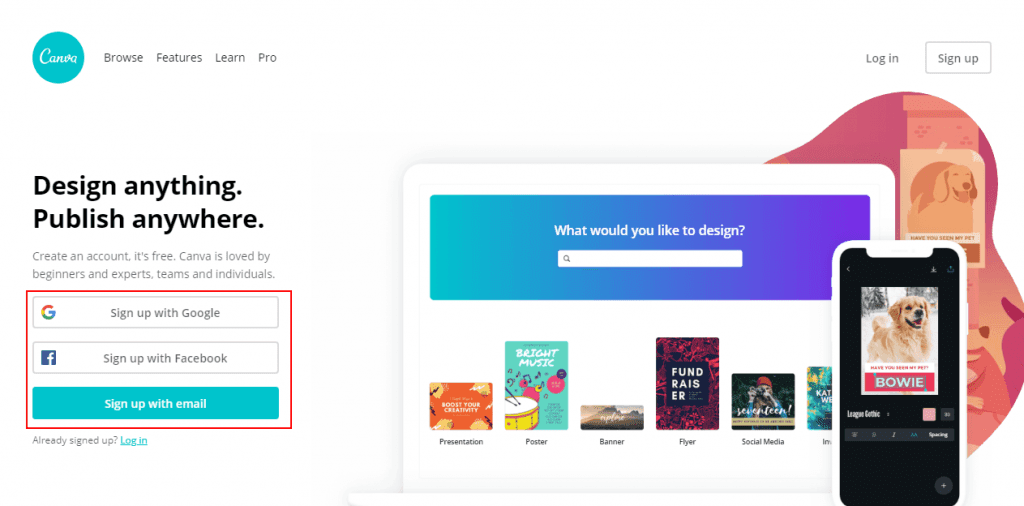 Canva
Browse Features Learn Pro
Log in
Sign up
Design anything.
Publish anywhere.
Create an account, it's free. Canva is loved by
beginners and experts, teams and individuals.
Sign up with Google
Sign up with Facebook
Sign up with email
Already signed up? Log in
What would you like to design?
BOOST YOUR
CREATIVITY
Presentation
BRIGHT
MUSIC
Poster
explore
Banner
FUND
RAIS
ER
Flyer
seventeen!
Social Media
HAVE YOU SEEN MY PET?
HAVE YOU SEEN MY PET?
BOWIE
League Gothic
Spacing